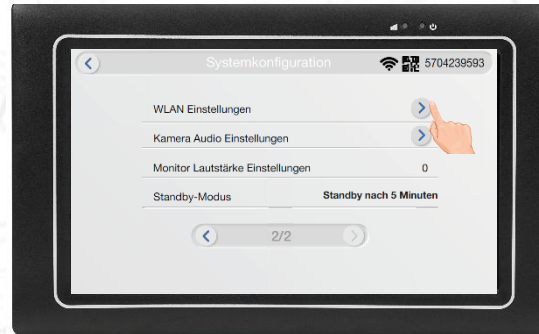 Systemkonfiguration
5704239593
WLAN Einstellungen
Kamera Audio Einstellungen
Monitor Lautstärke Einstellungen 0
Standby-Modus Standby nach 5 Minuten
2/2